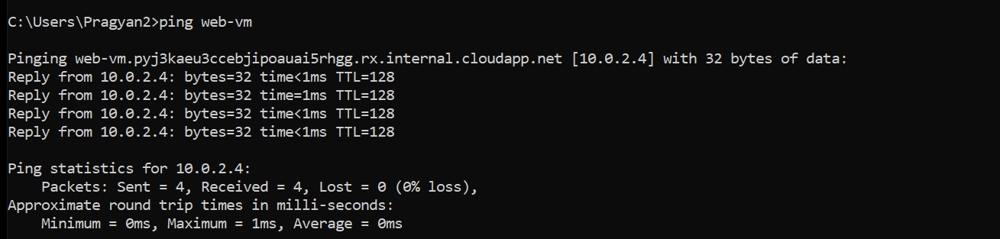 C:\Users\Pragyan2>ping web-vm
Pinging web-vm.pyj3kaeu3ccebjipoauai5rhgg.rx.internal.cloudapp.net [10.0.2.4] with 32 bytes of data:
Reply from 10.0.2.4: bytes=32 time<1ms TTL=128
Reply from 10.0.2.4: bytes=32 time=1ms TTL=128
Reply from 10.0.2.4: bytes=32 time<1ms TTL=128
Reply from 10.0.2.4: bytes=32 time<1ms TTL=128
Ping statistics for 10.0.2.4:
    Packets: Sent = 4, Received = 4, Lost = 0 (0% loss),
Approximate round trip times in milli-seconds:
    Minimum = 0ms, Maximum = 1ms, Average = 0ms